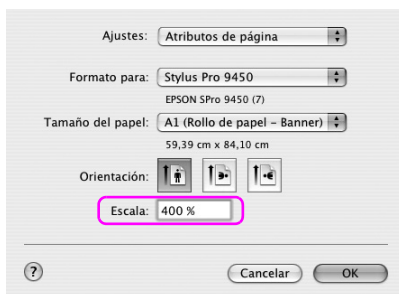 Ajustes: Atributos de página
Formato para: Stylus Pro 9450
EPSON SPro 9450 (7)
Tamaño del papel: A1 (Rollo de papel – Banner)
59,39 cm x 84,10 cm
Orientación:
Escala: 400 %
? Cancelar OK